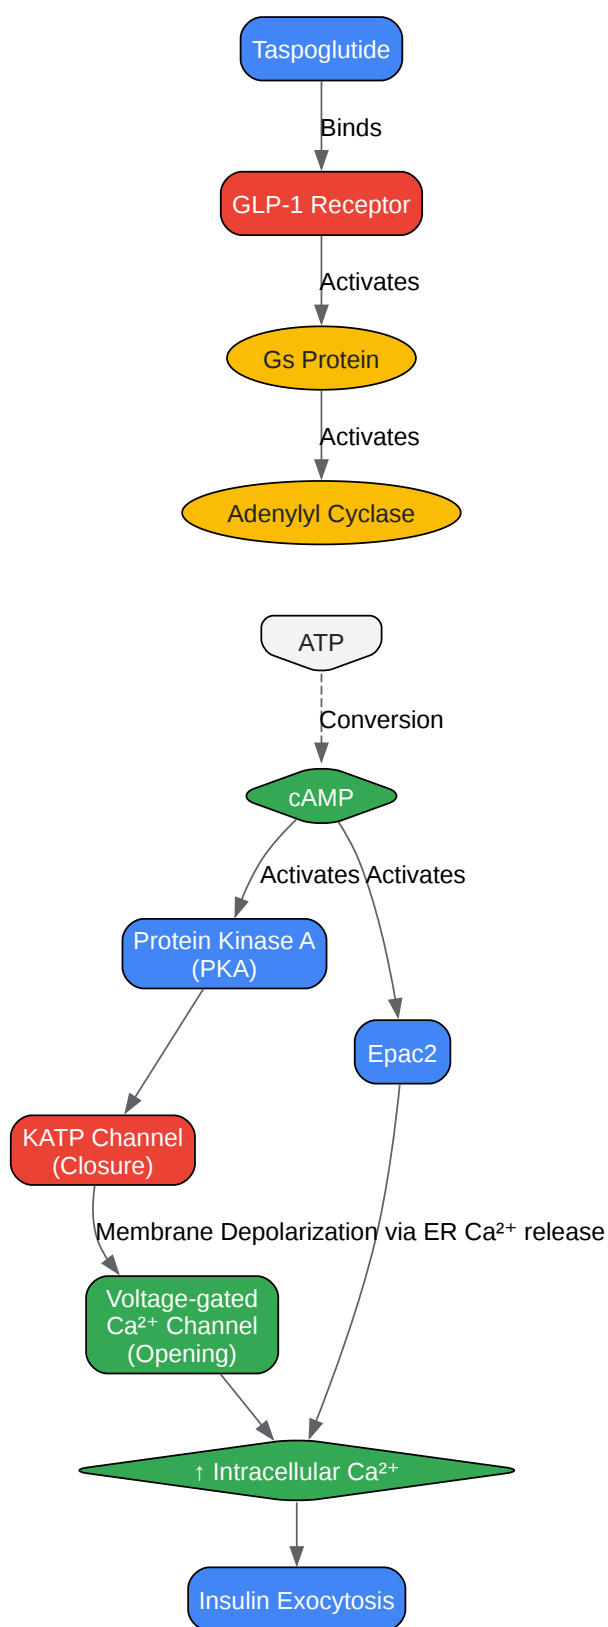 Taspoglutide
Binds
GLP-1 Receptor
Activates
Gs Protein
Activates
Adenylyl Cyclase
ATP
Conversion
cAMP
Activates
Activates
Protein Kinase A
(PKA)
Epac2
KATP Channel
(Closure)
Membrane Depolarization
via ER Ca²⁺ release
Voltage-gated
Ca²⁺ Channel
(Opening)
↑ Intracellular Ca²⁺
Insulin Exocytosis